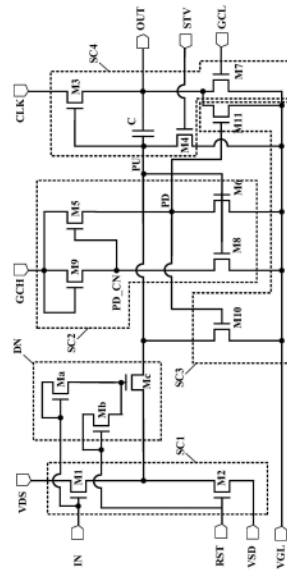 OUT
STV
GCL
SC4
CLK
M3
M7
C
M11
M4
PU
PD
M5
M6
GCH
M9
M8
PD_CN
SC2
M10
DN
SC3
Ma
Mb
Mc
SC1
VDS
M1
M2
IN
RST
VSD
VGL